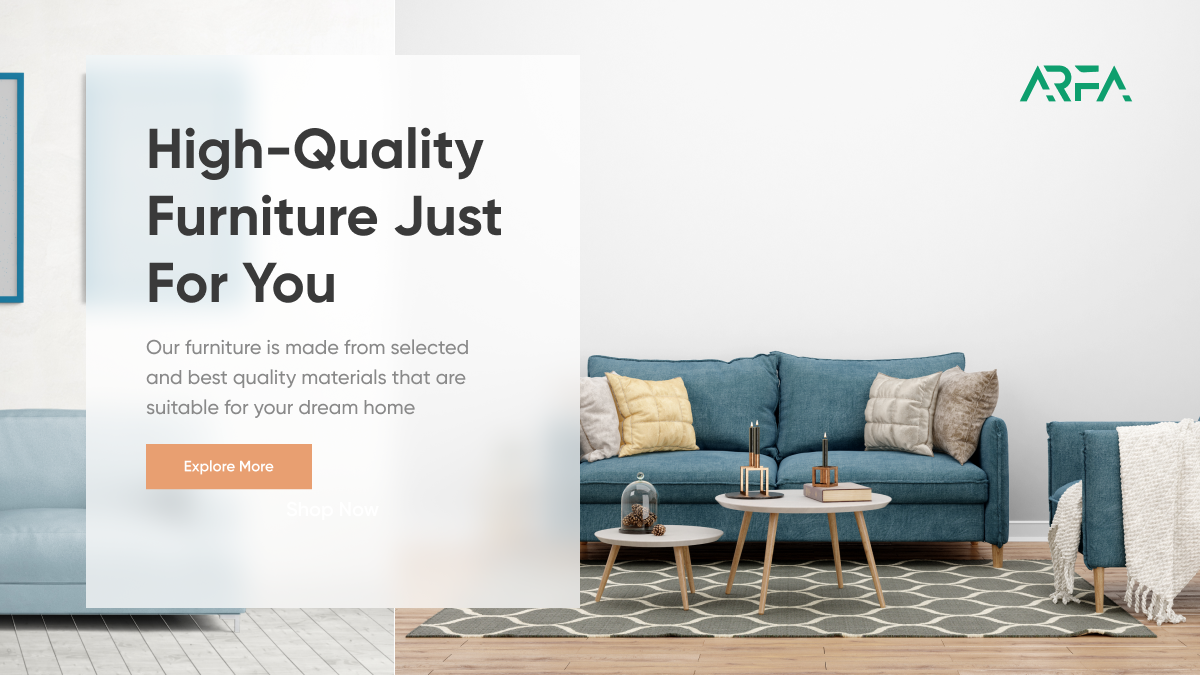 ARFA
High-Quality
Furniture Just
For You
Our furniture is made from selected
and best quality materials that are
suitable for your dream home
Explore More
Shop Now